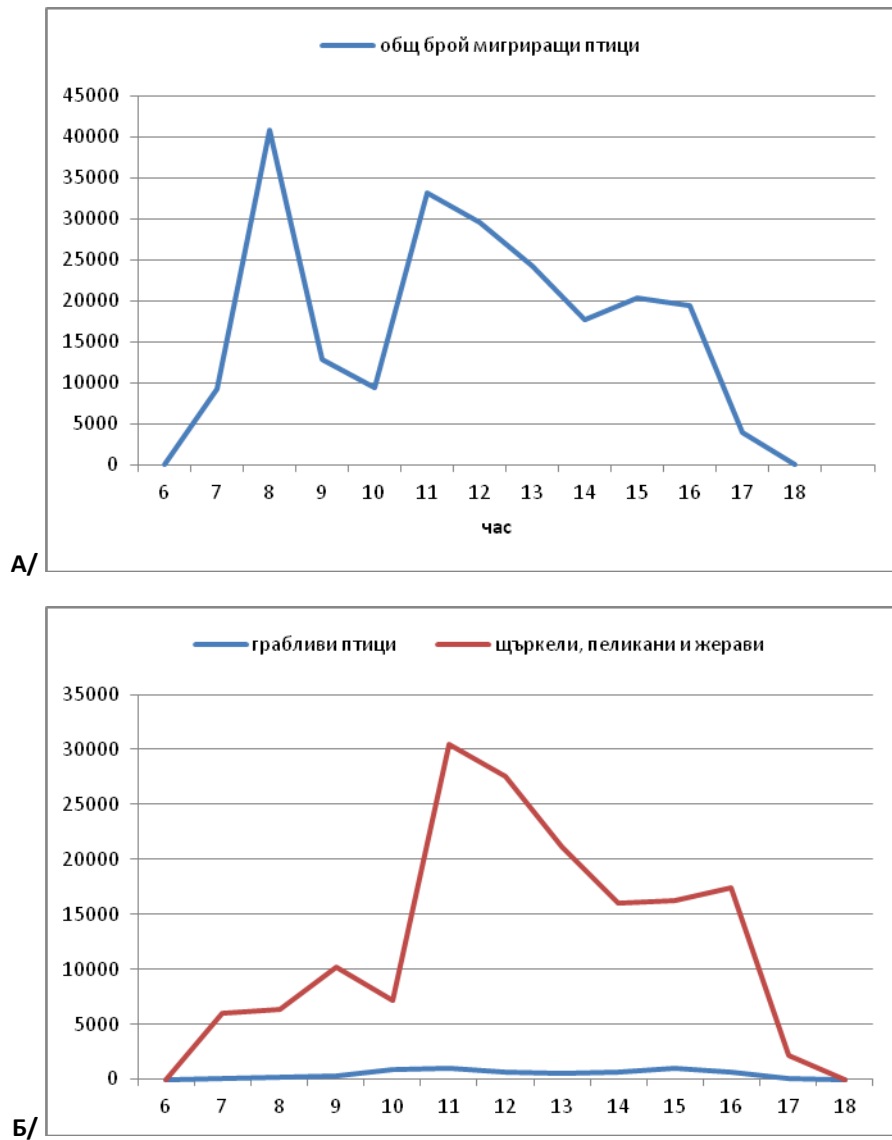 общ брой мигриращи птици
45000
40000
35000
30000
25000
20000
15000
10000
5000
0
6 7 8 9 10 11 12 13 14 15 16 17 18
час
А/
грабливи птици щъркели, пеликани и жерави
35000
30000
25000
20000
15000
10000
5000
0
6 7 8 9 10 11 12 13 14 15 16 17 18
Б/